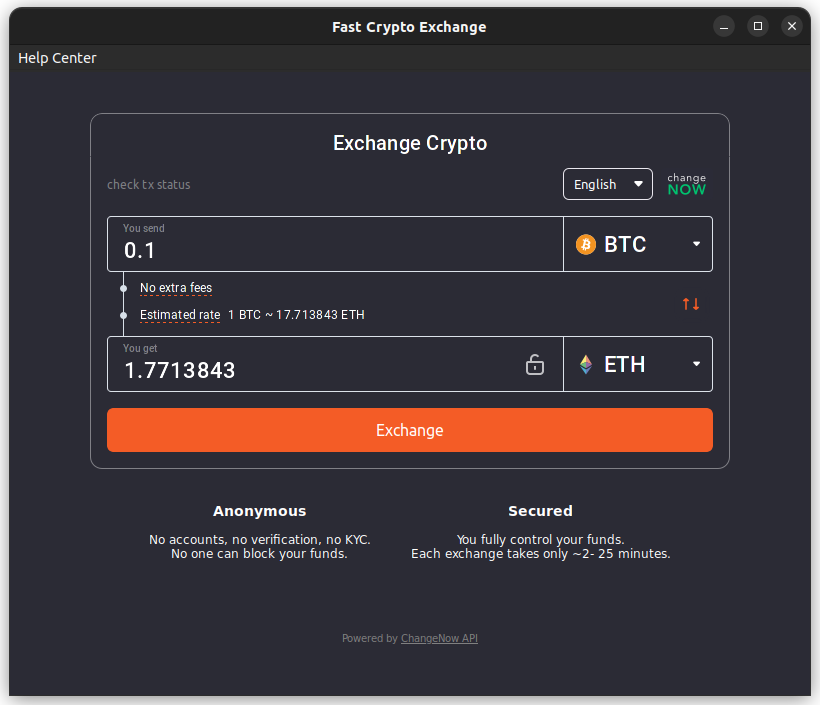 Fast Crypto Exchange
Help Center
Exchange Crypto
check tx status
English
change
NOW
You send
0.1
BTC
No extra fees
Estimated rate 1 BTC ~ 17.713843 ETH
You get
1.7713843
ETH
Exchange
Anonymous
No accounts, no verification, no KYC.
No one can block your funds.
Secured
You fully control your funds.
Each exchange takes only ~2- 25 minutes.
Powered by ChangeNow API